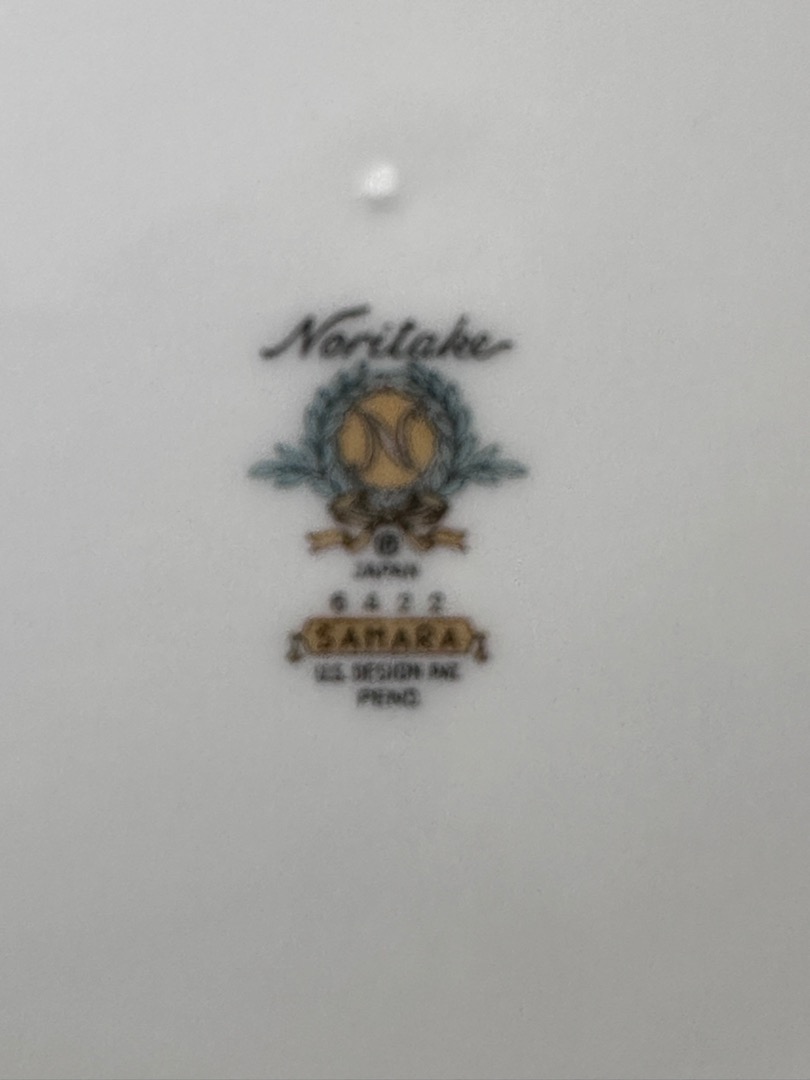 Noritake
N
®
JAPAN
6422
SAMARA
U.S. DESIGN PAT.
PEND.